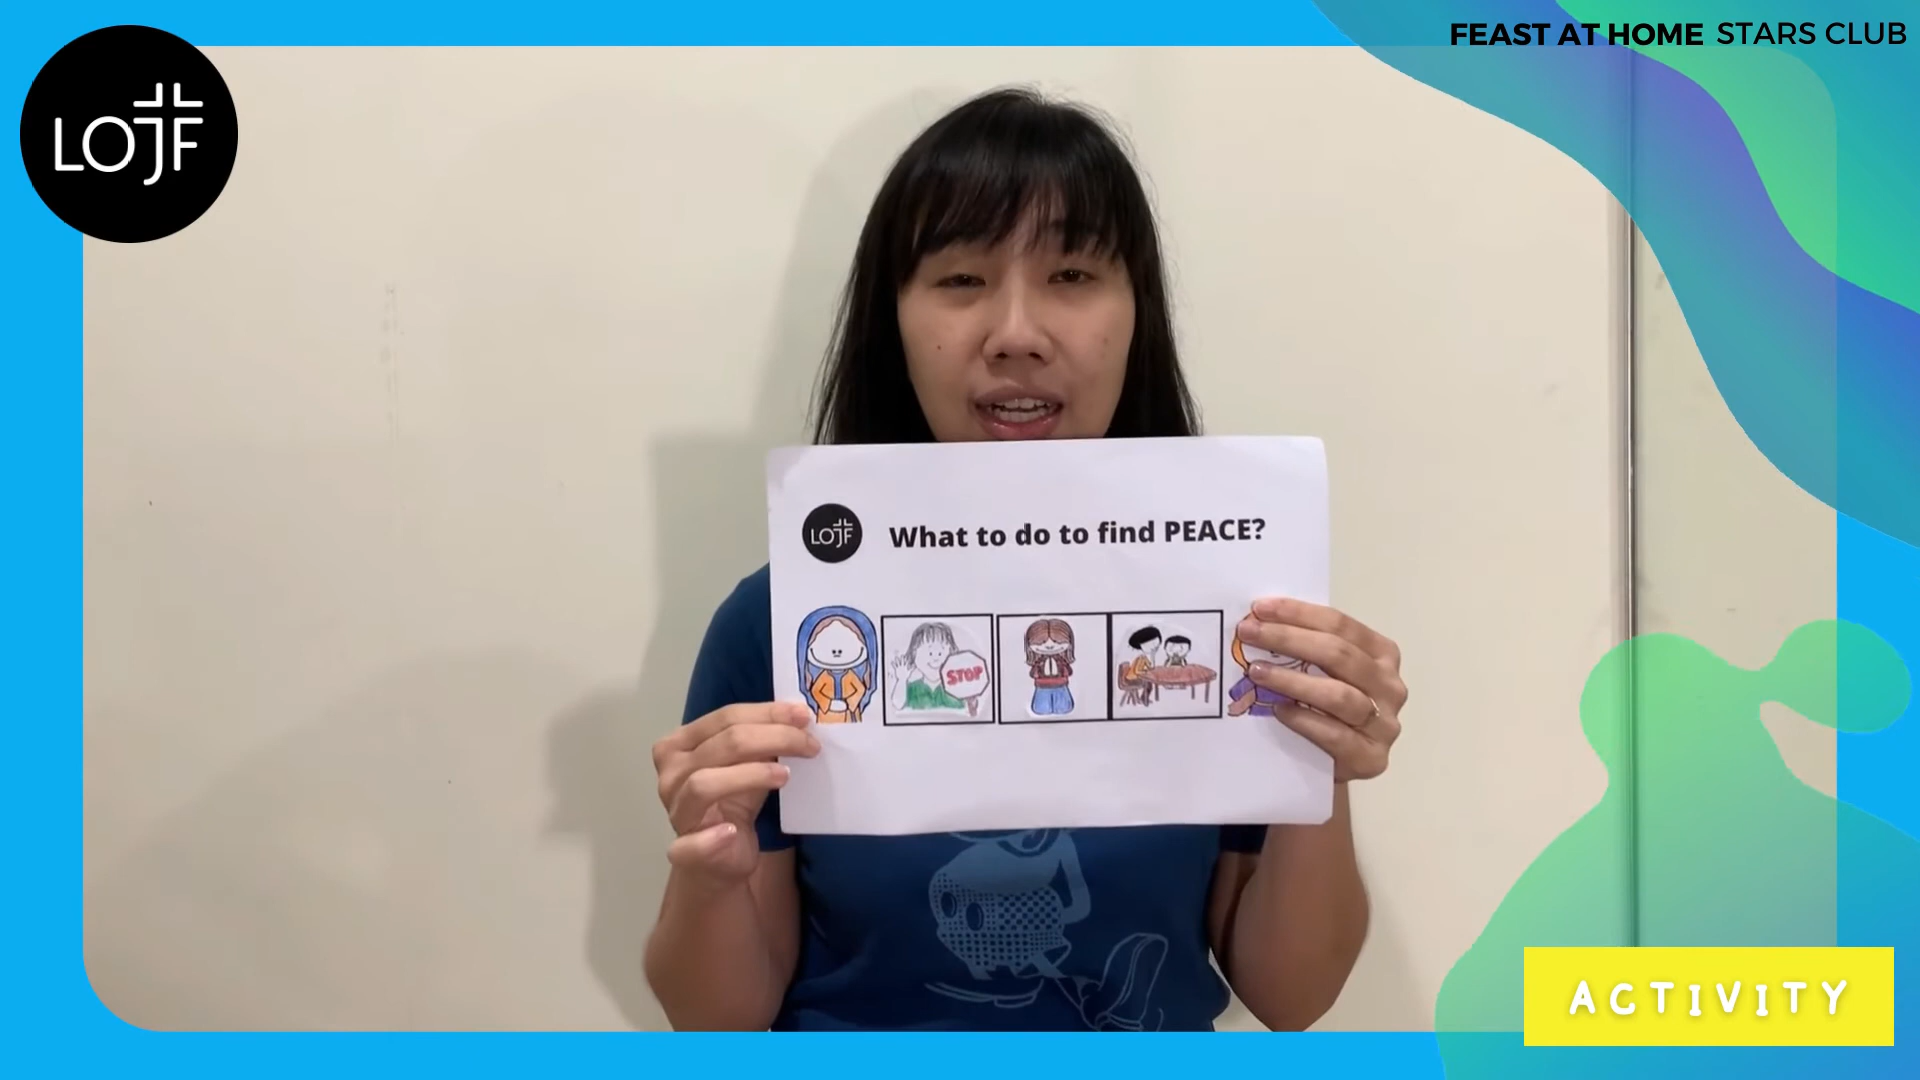 LOJF
FEAST AT HOME STARS CLUB
LOJF
What to do to find PEACE?
STOP
ACTIVITY